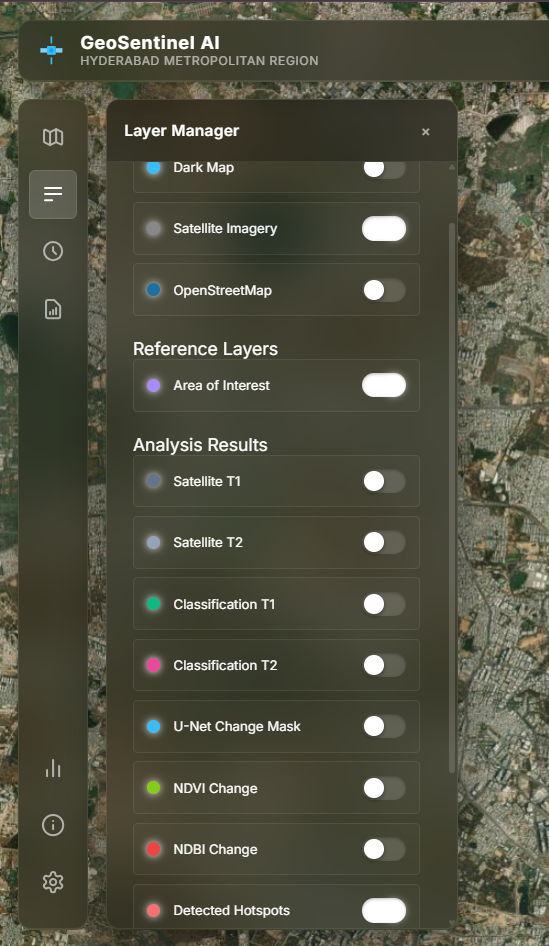 GeoSentinel AI
HYDERABAD METROPOLITAN REGION
Layer Manager
×
Dark Map
Satellite Imagery
OpenStreetMap
Reference Layers
Area of Interest
Analysis Results
Satellite T1
Satellite T2
Classification T1
Classification T2
U-Net Change Mask
NDVI Change
NDBI Change
Detected Hotspots